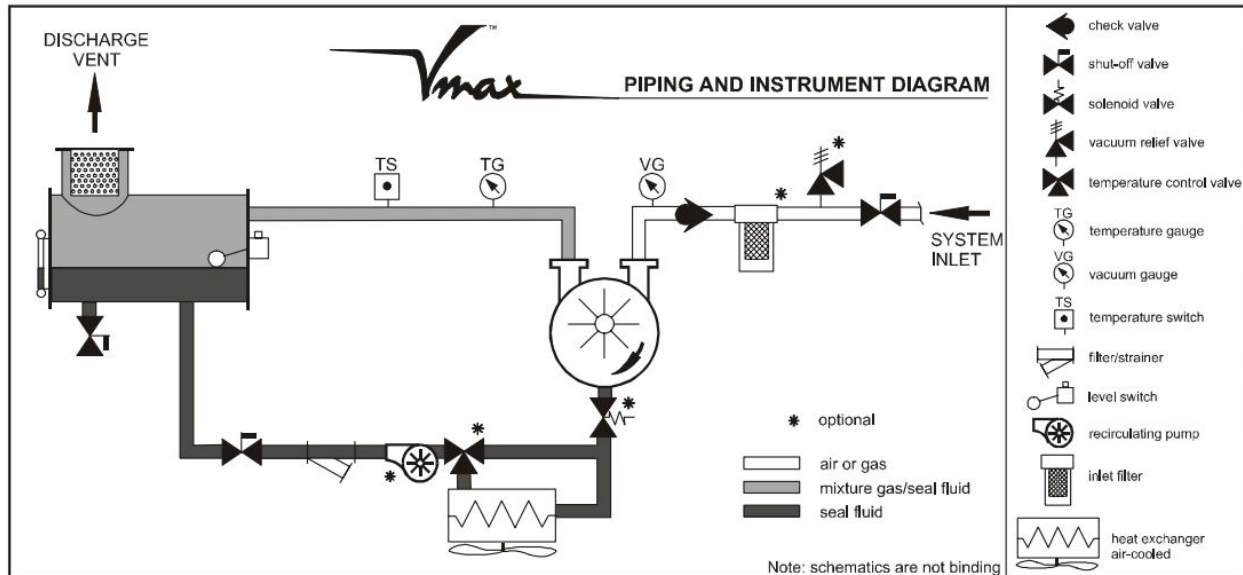 DISCHARGE
VENT
Vmax™
PIPING AND INSTRUMENT DIAGRAM
TS
TG
VG
*
*
SYSTEM
INLET
*
*
*
* optional
air or gas
mixture gas/seal fluid
seal fluid
Note: schematics are not binding
check valve
shut-off valve
solenoid valve
vacuum relief valve
temperature control valve
TG
temperature gauge
VG
vacuum gauge
TS
temperature switch
filter/strainer
level switch
recirculating pump
inlet filter
heat exchanger
air-cooled